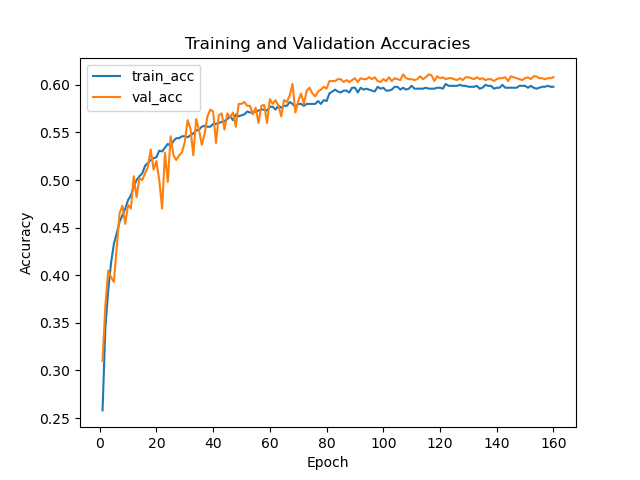 Training and Validation Accuracies
train_acc
val_acc
0.60
0.55
0.50
0.45
0.40
0.35
0.30
0.25
Accuracy
0 20 40 60 80 100 120 140 160
Epoch